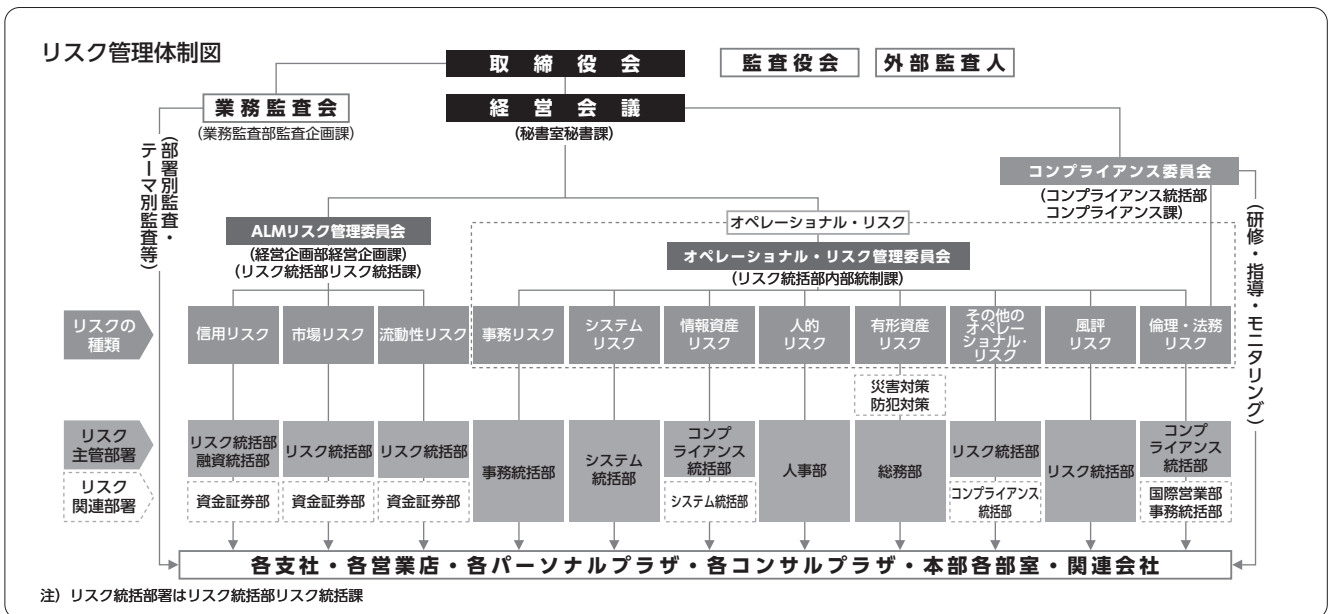 リスク管理体制図
取締役会
監査役会
外部監査人
業務監査会
(業務監査部監査企画課)
経営会議
(秘書室秘書課)
(部署別監査・
テーマ別監査等)
コンプライアンス委員会
(コンプライアンス統括部
コンプライアンス課)
(研修・指導・モニタリング)
オペレーショナル・リスク
ALMリスク管理委員会
(経営企画部経営企画課)
(リスク統括部リスク統括課)
オペレーショナル・リスク管理委員会
(リスク統括部内部統制課)
リスクの
種類
信用リスク
市場リスク
流動性リスク
事務リスク
システム
リスク
情報資産
リスク
人的
リスク
有形資産
リスク
その他の
オペレー
ショナル・
リスク
風評
リスク
倫理・法務
リスク
災害対策
防犯対策
リスク
主管部署
リスク統括部
融資統括部
リスク統括部
リスク統括部
事務統括部
システム
統括部
コンプ
ライアンス
統括部
人事部
総務部
リスク統括部
リスク統括部
コンプ
ライアンス
統括部
リスク
関連部署
資金証券部
資金証券部
資金証券部
システム統括部
コンプライアンス
統括部
国際営業部
事務統括部
各支社・各営業店・各パーソナルプラザ・各コンサルプラザ・本部各部室・関連会社
注）リスク統括部署はリスク統括部リスク統括課